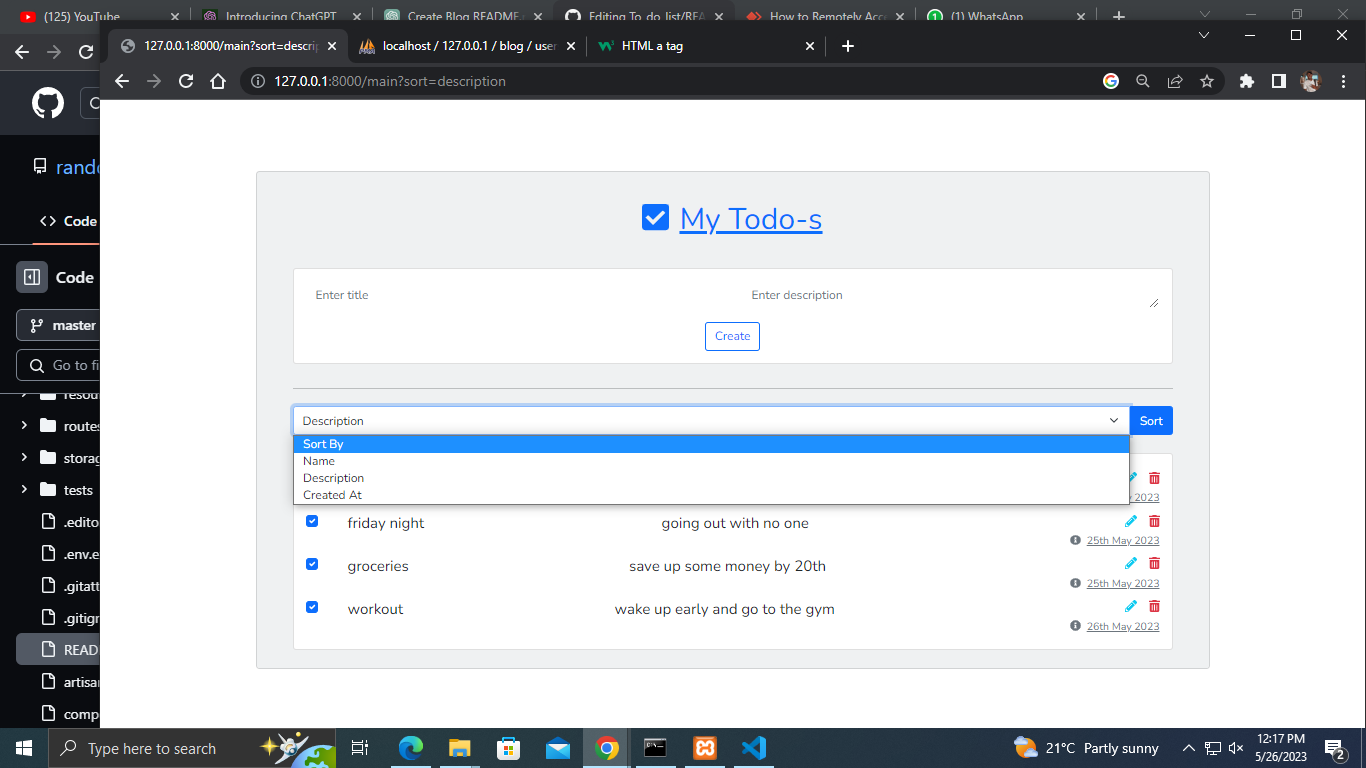 (125) YouTube
Introducing ChatGPT
Create Blog README.
Editing To_do_list/REA
How to Remotely Acce
(1) WhatsApp
127.0.0.1:8000/main?sort=descrip
localhost / 127.0.0.1 / blog / user
HTML a tag
127.0.0.1:8000/main?sort=description
Code
Code
master
Go to fi
routes
tests
.edito
.env.e
.gitatt
.gitign
READ
artisan
comp
My Todo-s
Enter title
Enter description
Create
Description
Sort
Sort By
Name
Description
Created At
2023
friday night
going out with no one
25th May 2023
groceries
save up some money by 20th
25th May 2023
workout
wake up early and go to the gym
26th May 2023
Type here to search
21°C Partly sunny
12:17 PM
5/26/2023
2